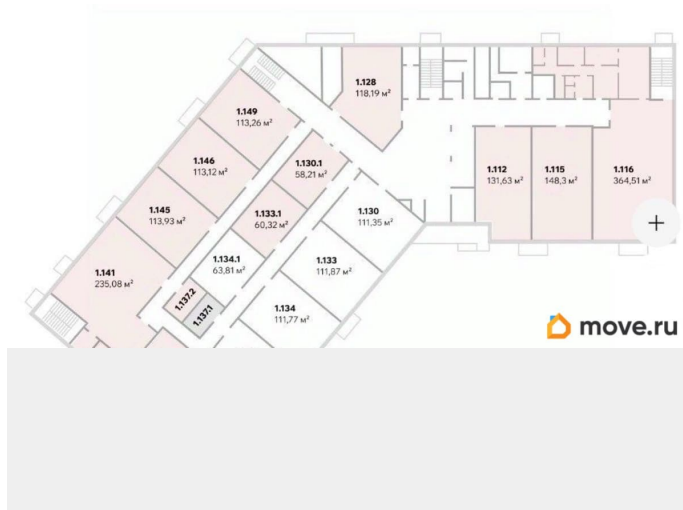 1.128
118,19 м²
1.149
113,26 м²
1.146
113,12 м²
1.130.1
58,21 м²
1.112
131,63 м²
1.115
148,3 м²
1.116
364,51 м²
1.145
113,93 м²
1.133.1
60,32 м²
1.130
111,35 м²
1.141
235,08 м²
1.134.1
63,81 м²
1.133
111,87 м²
1.137.2
1.137.1
1.134
111,77 м²
move.ru